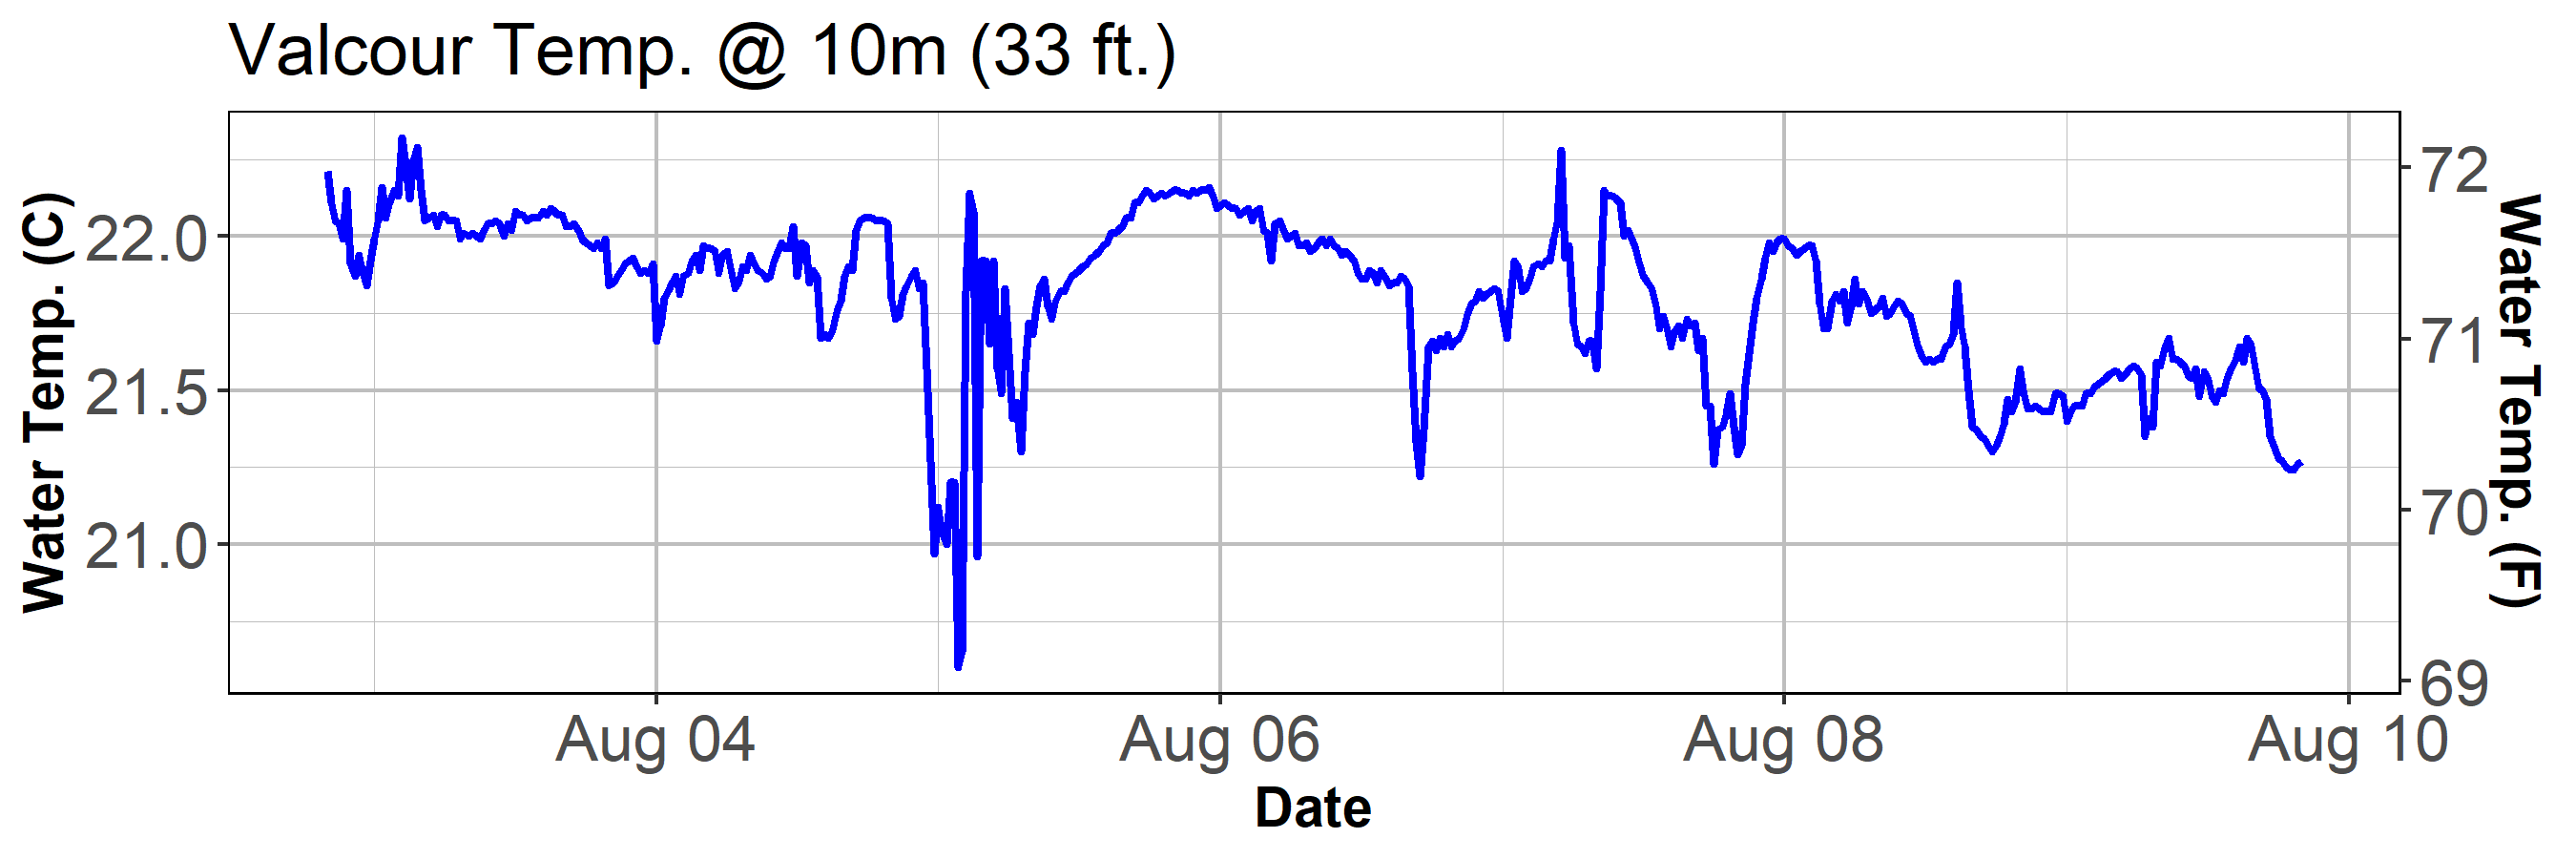 Valcour Temp. @ 10m (33 ft.)
Water Temp. (C)
22.0
21.5
21.0
72
71
70
69
Water Temp. (F)
Aug 04
Aug 06
Aug 08
Aug 10
Date